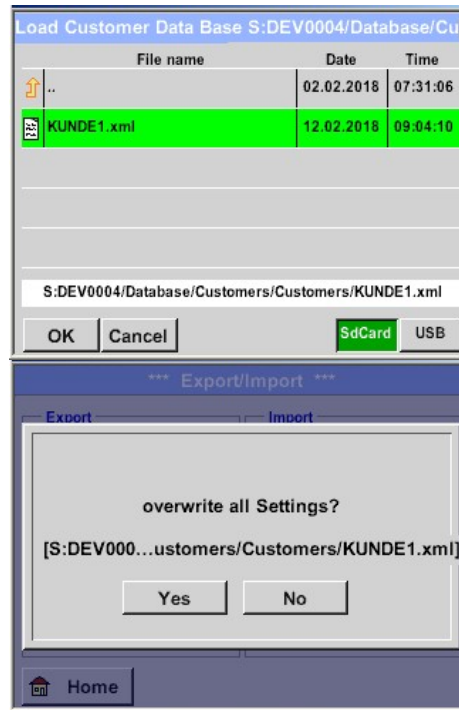 Load Customer Data Base S:DEV0004/Database/Cu
File name Date Time
.. 02.02.2018 07:31:06
KUNDE1.xml 12.02.2018 09:04:10
S:DEV0004/Database/Customers/Customers/KUNDE1.xml
OK Cancel SdCard USB
*** Export/Import ***
Export Import
overwrite all Settings?
[S:DEV000...ustomers/Customers/KUNDE1.xml]
Yes No
Home